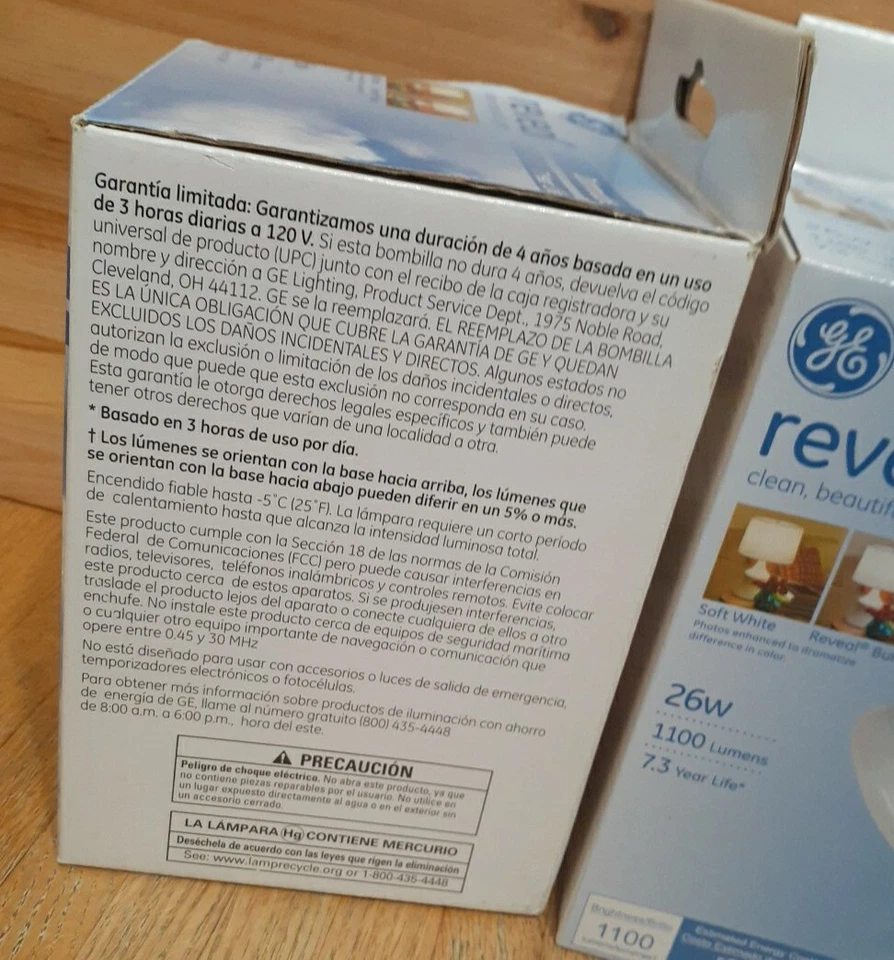 Garantía limitada: Garantizamos una duración de 4 años basada en un uso
de 3 horas diarias a 120 V. Si esta bombilla no dura 4 años, devuelva el código
universal de producto (UPC) junto con el recibo de la caja registradora y su
nombre y dirección a GE Lighting, Product Service Dept., 1975 Noble Road,
Cleveland, OH 44112. GE se la reemplazará. EL REEMPLAZO DE LA BOMBILLA
ES LA ÚNICA OBLIGACIÓN QUE CUBRE LA GARANTÍA DE GE Y QUEDAN
EXCLUIDOS LOS DAÑOS INCIDENTALES Y DIRECTOS. Algunos estados no
autorizan la exclusión o limitación de los daños incidentales o directos,
de modo que puede que esta exclusión no corresponda en su caso.
Esta garantía le otorga derechos legales específicos y también puede
tener otros derechos que varían de una localidad a otra.
* Basado en 3 horas de uso por día.
† Los lúmenes se orientan con la base hacia arriba, los lúmenes que
se orientan con la base hacia abajo pueden diferir en un 5% o más.
Encendido fiable hasta -5°C (25°F). La lámpara requiere un corto período
de calentamiento hasta que alcanza la intensidad luminosa total.
Este producto cumple con la Sección 18 de las normas de la Comisión
Federal de Comunicaciones (FCC) pero puede causar interferencias en
radios, televisores, teléfonos inalámbricos y controles remotos. Evite colocar
este producto cerca de estos aparatos. Si se produjesen interferencias,
traslade el producto lejos del aparato o conecte cualquiera de ellos a otro
enchufe. No instale este producto cerca de equipos de seguridad marítima
o cualquier otro equipo importante de navegación o comunicación que
opere entre 0.45 y 30 MHz
No está diseñado para usar con accesorios o luces de salida de emergencia,
temporizadores electrónicos o fotocélulas.
Para obtener más información sobre productos de iluminación con ahorro
de energía de GE, llame al número gratuito (800) 435-4448
de 8:00 a.m. a 6:00 p.m., hora del este.
PRECAUCIÓN
Peligro de choque eléctrico. No abra este producto, ya que
no contiene piezas reparables por el usuario. No utilice en
un lugar expuesto directamente al agua o en el exterior sin
un accesorio cerrado.
LA LÁMPARA Hg CONTIENE MERCURIO
Deséchela de acuerdo con las leyes que rigen la eliminación
See: www.lamprecycle.org or 1-800-435-4448
GE
reve
clean, beautif
Soft White
Reveal® Bu
Photos enhanced to dramatize
difference in color.
26W
1100 Lumens
7.3 Year Life*
1100